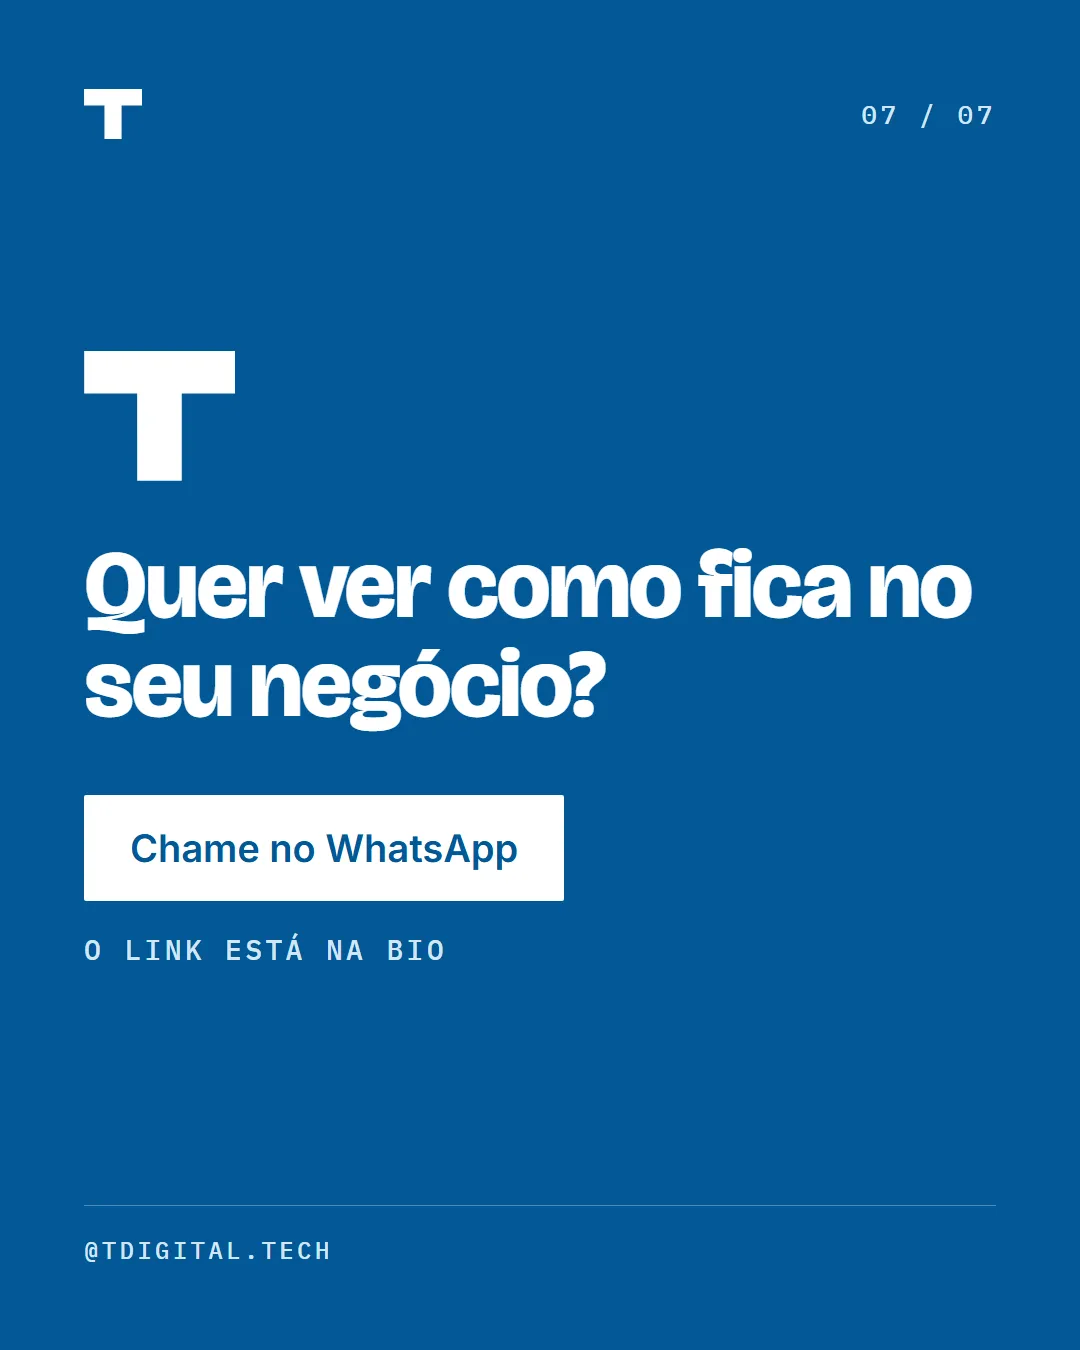 T
07 / 07
T
Quer ver como fica no
seu negócio?
Chame no WhatsApp
O LINK ESTÁ NA BIO
@TDIGITAL.TECH